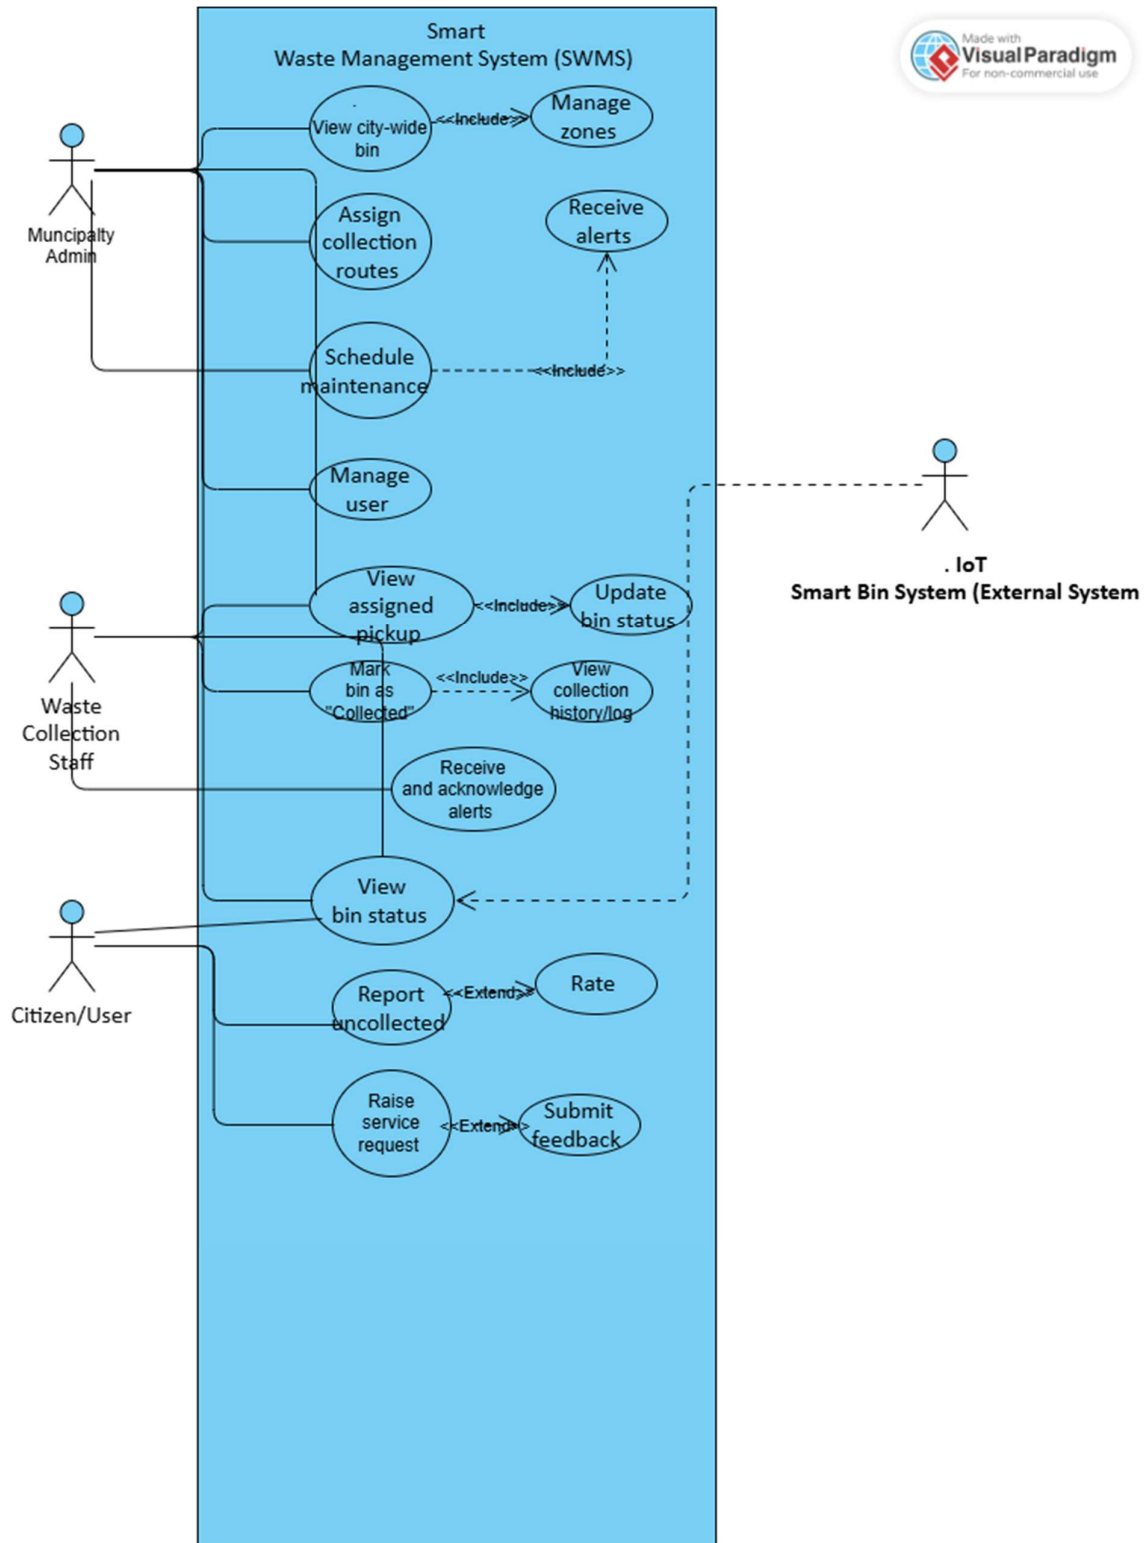 Smart
Waste Management System (SWMS)
Made with
Visual Paradigm
For non-commercial use
.
View city-wide
bin
<<Include>>
Manage
zones
Muncipalty
Admin
Assign
collection
routes
Receive
alerts
Schedule
maintenance
<<Include>>
Manage
user
. IoT
Smart Bin System (External System
View
assigned
pickup
<<Include>>
Update
bin status
Waste
Collection
Staff
Mark
bin as
"Collected"
<<Include>>
View
collection
history/log
Receive
and acknowledge
alerts
View
bin status
Citizen/User
Report
uncollected
<<Extend>>
Rate
Raise
service
request
<<Extend>>
Submit
feedback